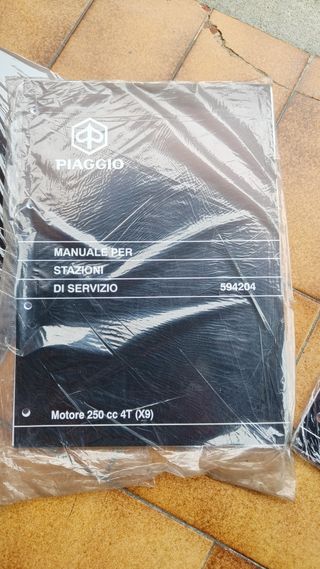 PIAGGIO
MANUALE PER
STAZIONI
DI SERVIZIO 594204
Motore 250 cc 4T (X9)